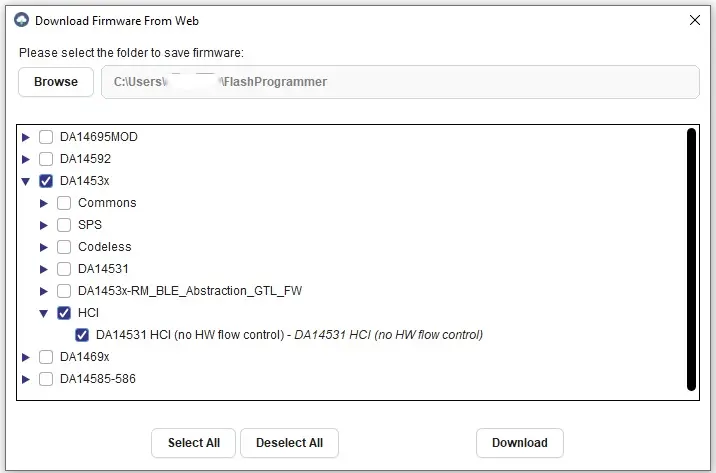 Download Firmware From Web
Please select the folder to save firmware:
Browse
C:\Users\ \FlashProgrammer
DA14695MOD
DA14592
DA1453x
Commons
SPS
Codeless
DA14531
DA1453x-RM_BLE_Abstraction_GTL_FW
HCI
DA14531 HCI (no HW flow control) - DA14531 HCI (no HW flow control)
DA1469x
DA14585-586
Select All Deselect All Download